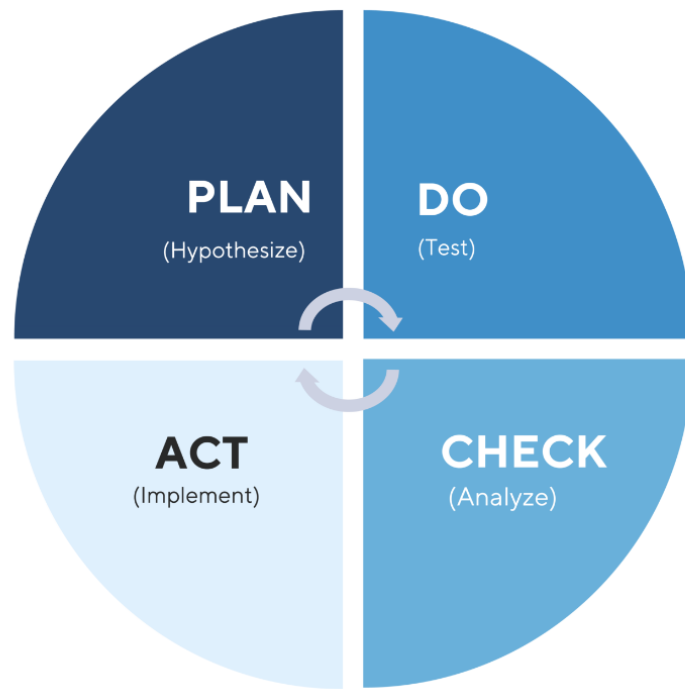 PLAN
(Hypothesize)
DO
(Test)
ACT
(Implement)
CHECK
(Analyze)